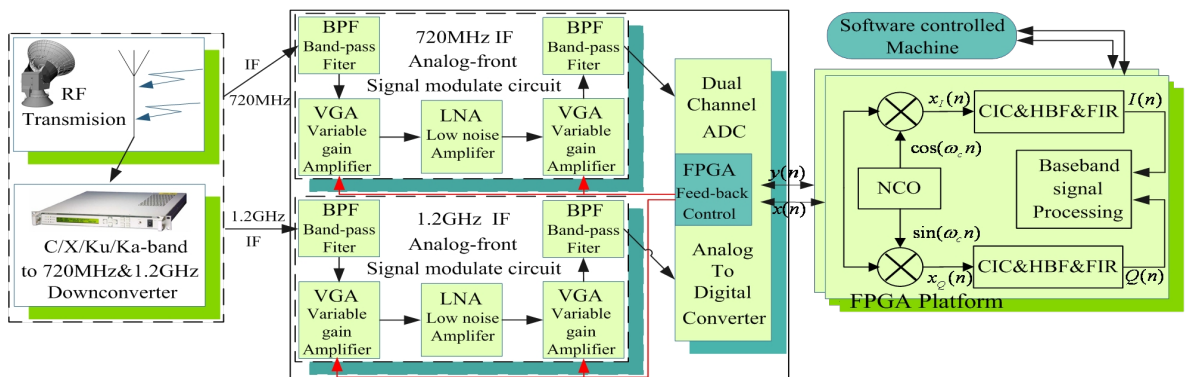 RF
Transmision
C/X/Ku/Ka-band
to 720MHz&1.2GHz
Downconverter
IF
720MHz
1.2GHz
IF
BPF
Band-pass
Fiter
720MHz IF
Analog-front
Signal modulate circuit
BPF
Band-pass
Fiter
VGA
Variable
gain
Amplifier
LNA
Low noise
Amplifer
VGA
Variable
gain
Amplifier
BPF
Band-pass
Fiter
1.2GHz IF
Analog-front
Signal modulate circuit
BPF
Band-pass
Fiter
VGA
Variable
gain
Amplifier
LNA
Low noise
Amplifer
VGA
Variable
gain
Amplifier
Dual
Channel
ADC
FPGA
Feed-back
Control
Analog
To
Digital
Converter
y(n)
x(n)
Software controlled
Machine
x_I(n)
CIC&HBF&FIR
I(n)
cos(ω_c n)
NCO
Baseband
signal
Processing
sin(ω_c n)
x_Q(n)
CIC&HBF&FIR
Q(n)
FPGA Platform